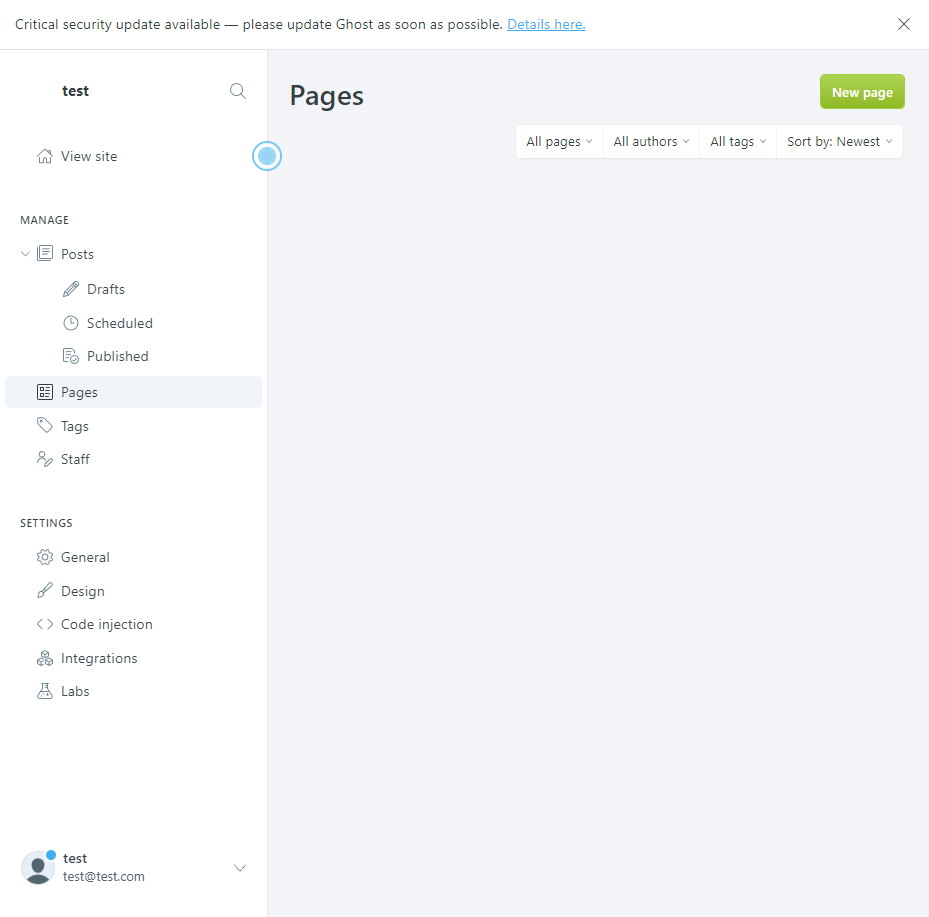 Critical security update available — please update Ghost as soon as possible. Details here.
test
View site
MANAGE
Posts
Drafts
Scheduled
Published
Pages
Tags
Staff
SETTINGS
General
Design
Code injection
Integrations
Labs
test
test@test.com
Pages
New page
All pages All authors All tags Sort by: Newest